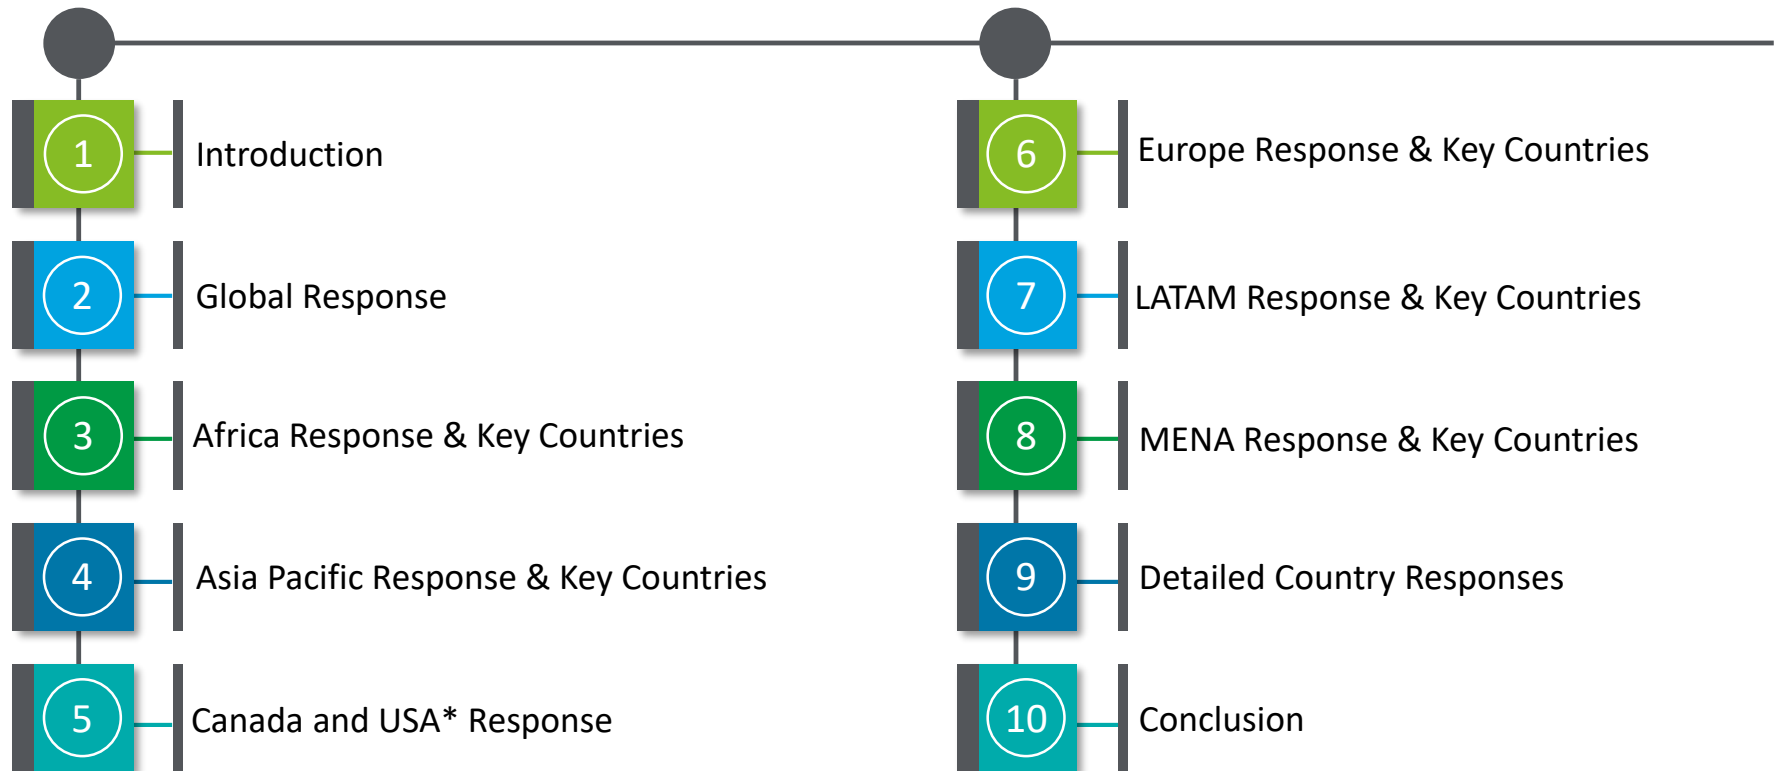 1
Introduction
2
Global Response
3
Africa Response & Key Countries
4
Asia Pacific Response & Key Countries
5
Canada and USA* Response
6
Europe Response & Key Countries
7
LATAM Response & Key Countries
8
MENA Response & Key Countries
9
Detailed Country Responses
10
Conclusion